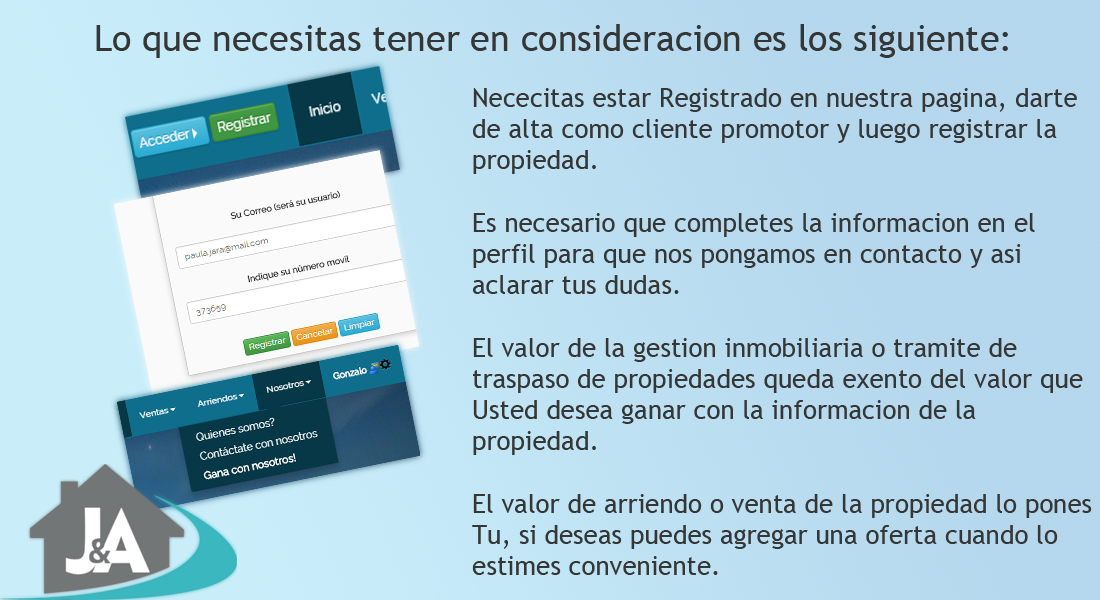 Lo que necesitas tener en consideracion es los siguiente:
Acceder
Registrar
Inicio
Ve
Su Correo (será su usuario)
paula.jara@mail.com
Indique su número movil
373659
Registrar
Cancelar
Limpiar
Ventas
Arriendos
Nosotros
Gonzalo
Quienes somos?
Contáctate con nosotros
Gana con nosotros!
J&A
Nececitas estar Registrado en nuestra pagina, darte
de alta como cliente promotor y luego registrar la
propiedad.
Es necesario que completes la informacion en el
perfil para que nos pongamos en contacto y asi
aclarar tus dudas.
El valor de la gestion inmobiliaria o tramite de
traspaso de propiedades queda exento del valor que
Usted desea ganar con la informacion de la
propiedad.
El valor de arriendo o venta de la propiedad lo pones
Tu, si deseas puedes agregar una oferta cuando lo
estimes conveniente.